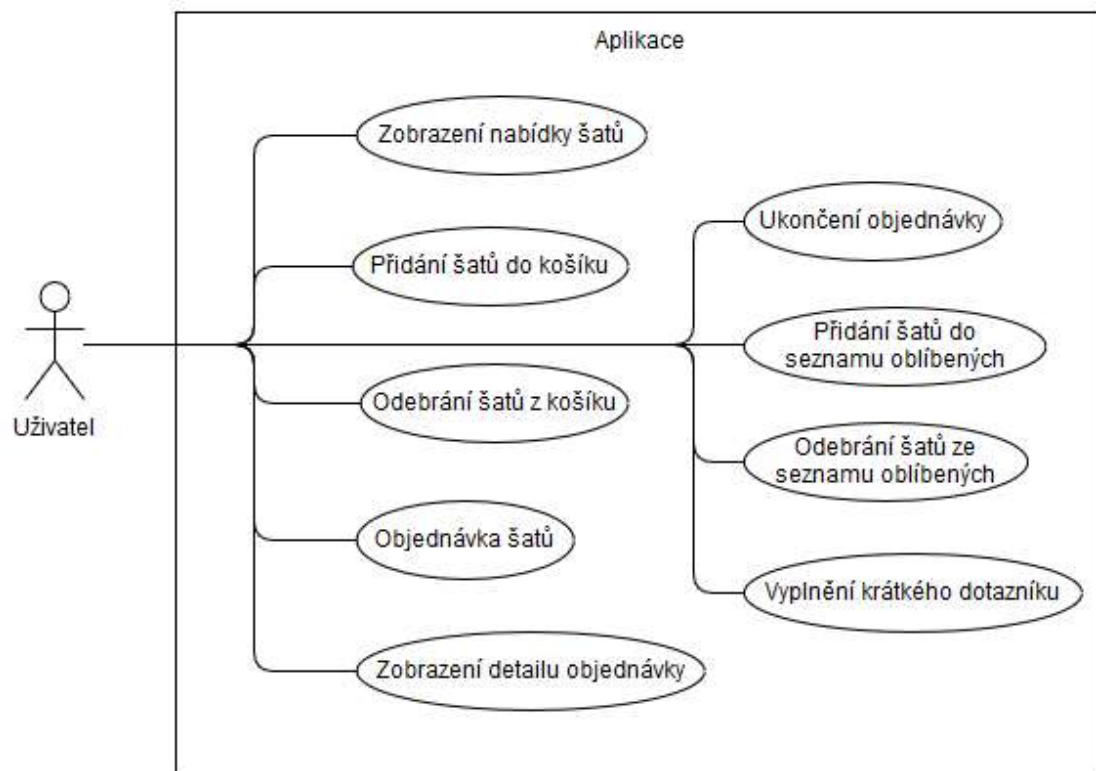 Aplikace
Zobrazení nabídky šatů
Přidání šatů do košíku
Odebrání šatů z košíku
Objednávka šatů
Zobrazení detailu objednávky
Ukončení objednávky
Přidání šatů do
seznamu oblíbených
Odebrání šatů ze
seznamu oblíbených
Vyplnění krátkého dotazníku
Uživatel